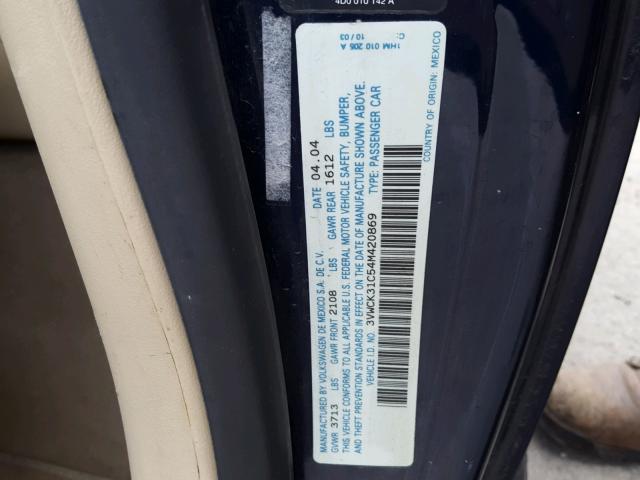 4D0 010 142 A
MANUFACTURED BY VOLKSWAGEN DE MEXICO S.A. DE C.V. DATE 04.04
GVWR 3713 LBS GAWR FRONT 2108 LBS GAWR REAR 1612 LBS
THIS VEHICLE CONFORMS TO ALL APPLICABLE U.S. FEDERAL MOTOR VEHICLE SAFETY, BUMPER,
AND THEFT PREVENTION STANDARDS IN EFFECT ON THE DATE OF MANUFACTURE SHOWN ABOVE.
VEHICLE I.D. NO. 3VWCK31C54M420869 TYPE: PASSENGER CAR
COUNTRY OF ORIGIN: MEXICO
1HM 010 205 A
10/03